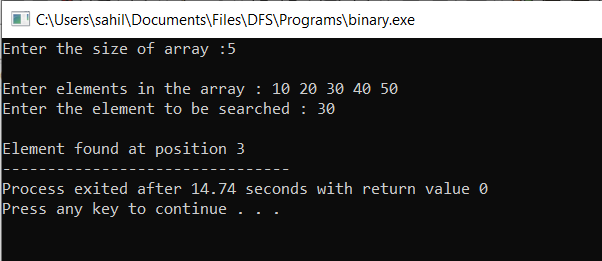 C:\Users\sahil\Documents\Files\DFS\Programs\binary.exe
Enter the size of array :5
Enter elements in the array : 10 20 30 40 50
Enter the element to be searched : 30
Element found at position 3
--------------------------------
Process exited after 14.74 seconds with return value 0
Press any key to continue . . .